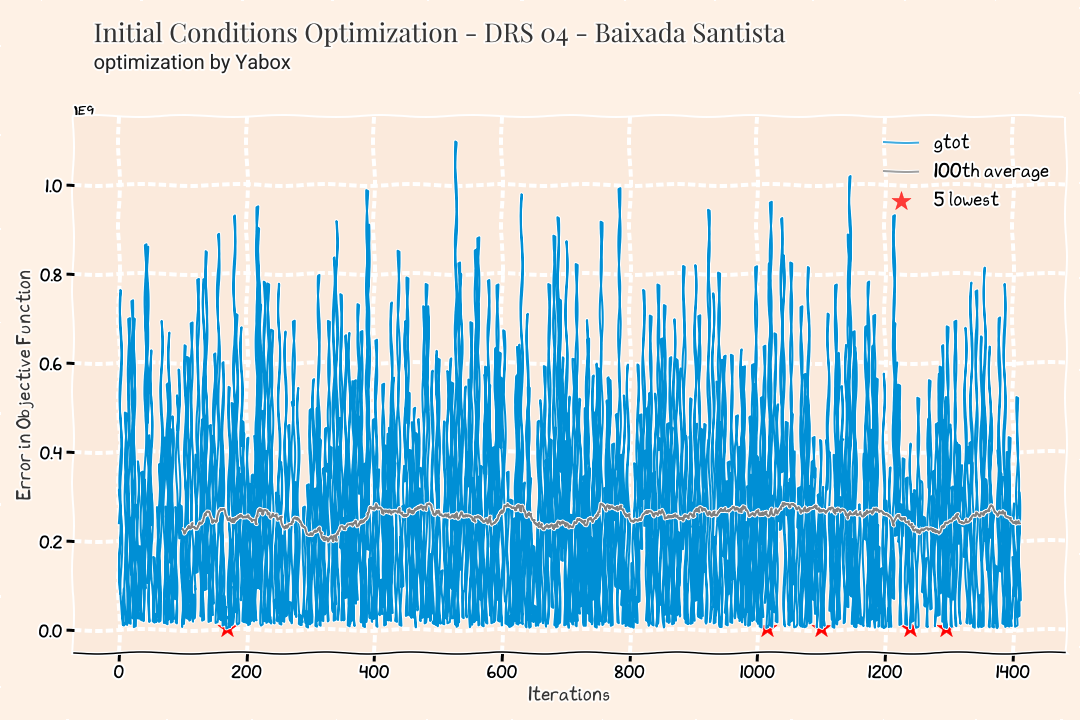 Initial Conditions Optimization - DRS 04 - Baixada Santista
optimization by Yabox
1E9
gtot
100th average
5 lowest
1.0
0.8
0.6
0.4
0.2
0.0
Error in Objective Function
0 200 400 600 800 1000 1200 1400
Iterations